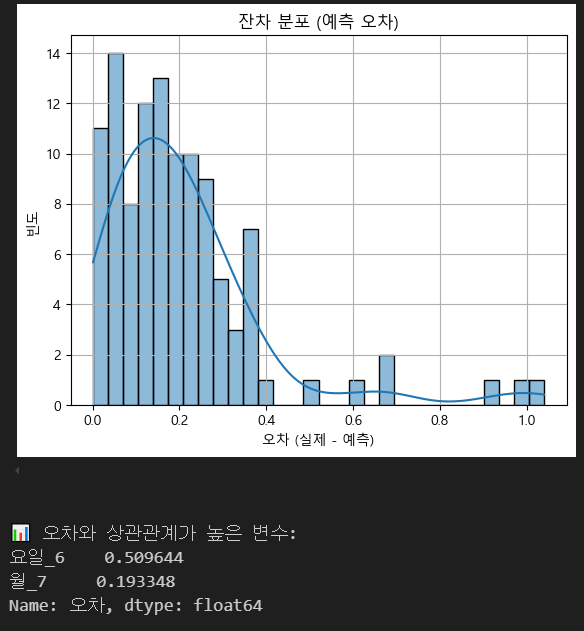 잔차 분포 (예측 오차)
14
12
10
8
6
4
2
0
빈도
0.0 0.2 0.4 0.6 0.8 1.0
오차 (실제 - 예측)
📊 오차와 상관관계가 높은 변수:
요일_6 0.509644
월_7 0.193348
Name: 오차, dtype: float64